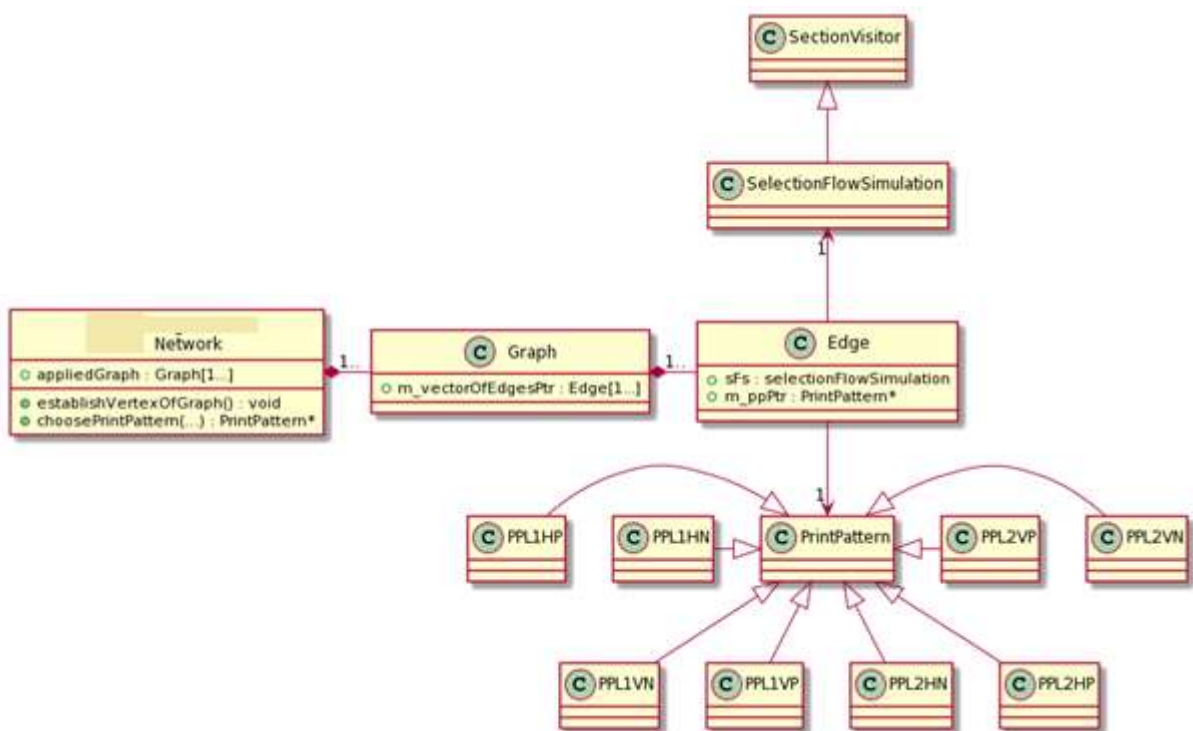 C SectionVisitor
C SelectionFlowSimulation
1
Network
appliedGraph : Graph[1...]
establishVertexOfGraph() : void
choosePrintPattern(...) : PrintPattern*
1..
C Graph
m_vectorOfEdgesPtr : Edge[1...]
1..
C Edge
sFs : selectionFlowSimulation
m_ppPtr : PrintPattern*
1
C PPL1HP
C PPL1HN
C PrintPattern
C PPL2VP
C PPL2VN
C PPL1VN
C PPL1VP
C PPL2HN
C PPL2HP